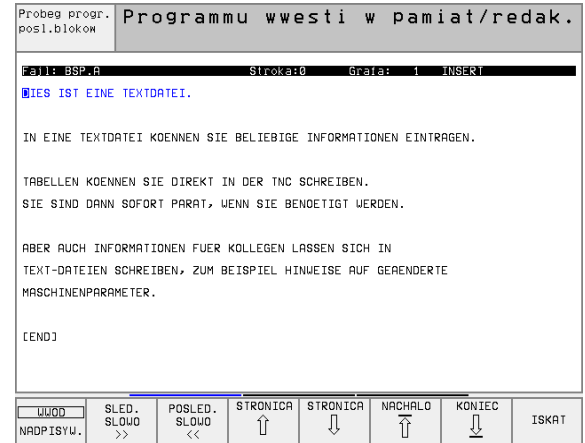 Probeg progr.
posl.blokow
Programmu wwesti w pamiat/redak.
Fajl: BSP.A Stroka:0 Grafa: 1 INSERT
DIES IST EINE TEXTDATEI.
IN EINE TEXTDATEI KOENNEN SIE BELIEBIGE INFORMATIONEN EINTRAGEN.
TABELLEN KOENNEN SIE DIREKT IN DER TNC SCHREIBEN.
SIE SIND DANN SOFORT PARAT, WENN SIE BENOETIGT WERDEN.
ABER AUCH INFORMATIONEN FUER KOLLEGEN LASSEN SICH IN
TEXT-DATEIEN SCHREIBEN, ZUM BEISPIEL HINWEISE AUF GEAENDERTE
MASCHINENPARAMETER.
[END]
WWOD
NADPISYW.
SLED.
SLOWO
>>
POSLED.
SLOWO
<<
STRONICA
STRONICA
NACHALO
KONIEC
ISKAT